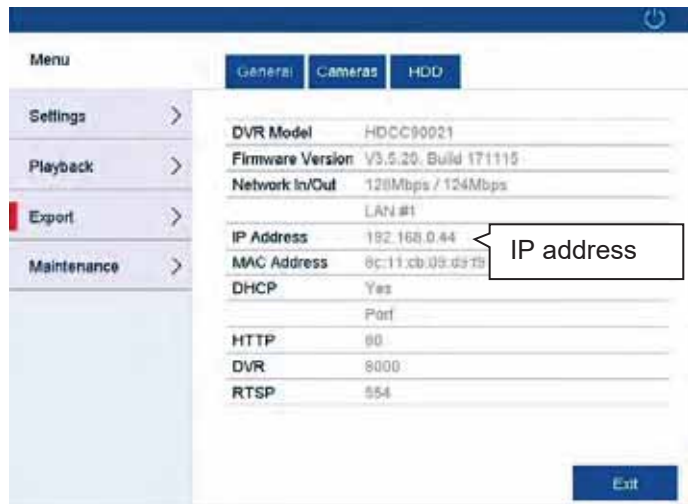 Menu
General Cameras HDD
Settings
Playback
Export
Maintenance
DVR Model HDCC90021
Firmware Version V3.5.20, Build 171115
Network In/Out 128Mbps / 124Mbps
LAN #1
IP Address 192.168.0.44
IP address
MAC Address
DHCP Yes
Port
HTTP 80
DVR 8000
RTSP 554
Exit